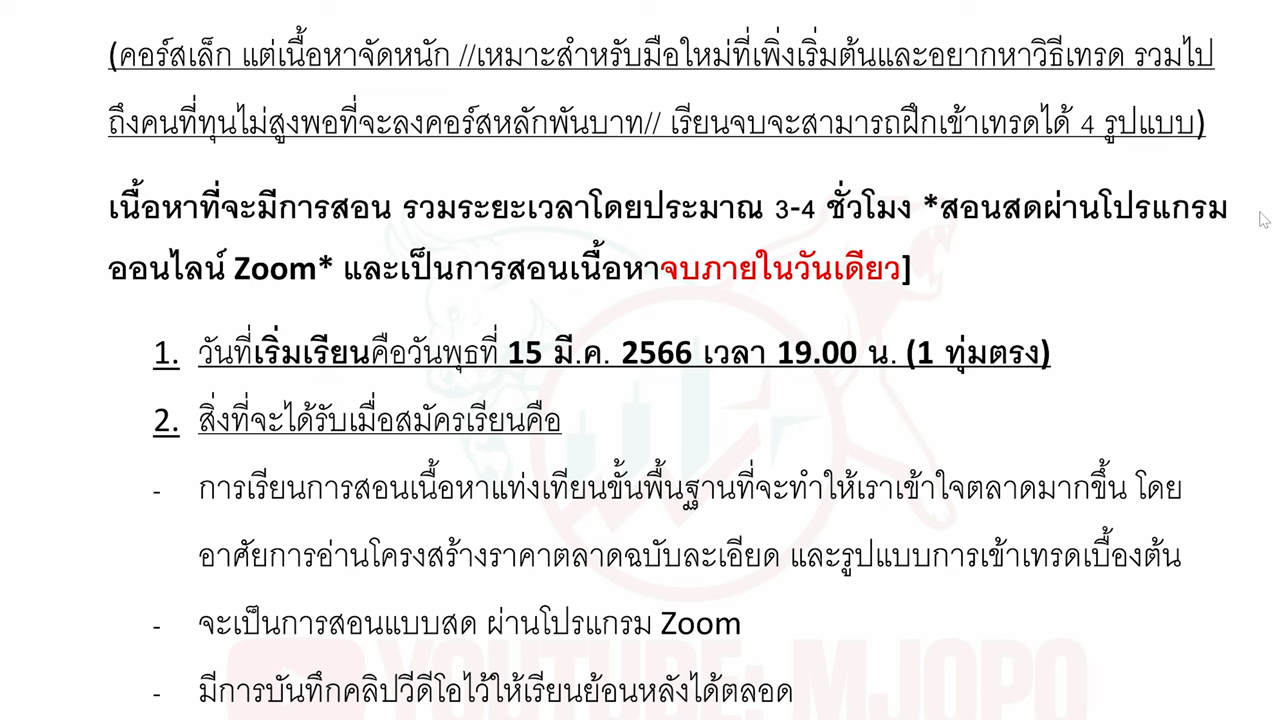 (คอร์สเล็ก แต่เนื้อหาจัดหนัก //เหมาะสำหรับมือใหม่ที่เพิ่งเริ่มต้นและอยากหาวิธีเทรด รวมไป
ถึงคนที่ทุนไม่สูงพอที่จะลงคอร์สหลักพันบาท// เรียนจบจะสามารถฝึกเข้าเทรดได้ 4 รูปแบบ)
เนื้อหาที่จะมีการสอน รวมระยะเวลาโดยประมาณ 3-4 ชั่วโมง *สอนสดผ่านโปรแกรม
ออนไลน์ Zoom* และเป็นการสอนเนื้อหาจบภายในวันเดียว]
1. วันที่เริ่มเรียนคือวันพุธที่ 15 มี.ค. 2566 เวลา 19.00 น. (1 ทุ่มตรง)
2. สิ่งที่จะได้รับเมื่อสมัครเรียนคือ
- การเรียนการสอนเนื้อหาแท่งเทียนขั้นพื้นฐานที่จะทำให้เราเข้าใจตลาดมากขึ้น โดย
อาศัยการอ่านโครงสร้างราคาตลาดฉบับละเอียด และรูปแบบการเข้าเทรดเบื้องต้น
- จะเป็นการสอนแบบสด ผ่านโปรแกรม Zoom
- มีการบันทึกคลิปวีดีโอไว้ให้เรียนย้อนหลังได้ตลอด
YOUTUBE: MJOPO